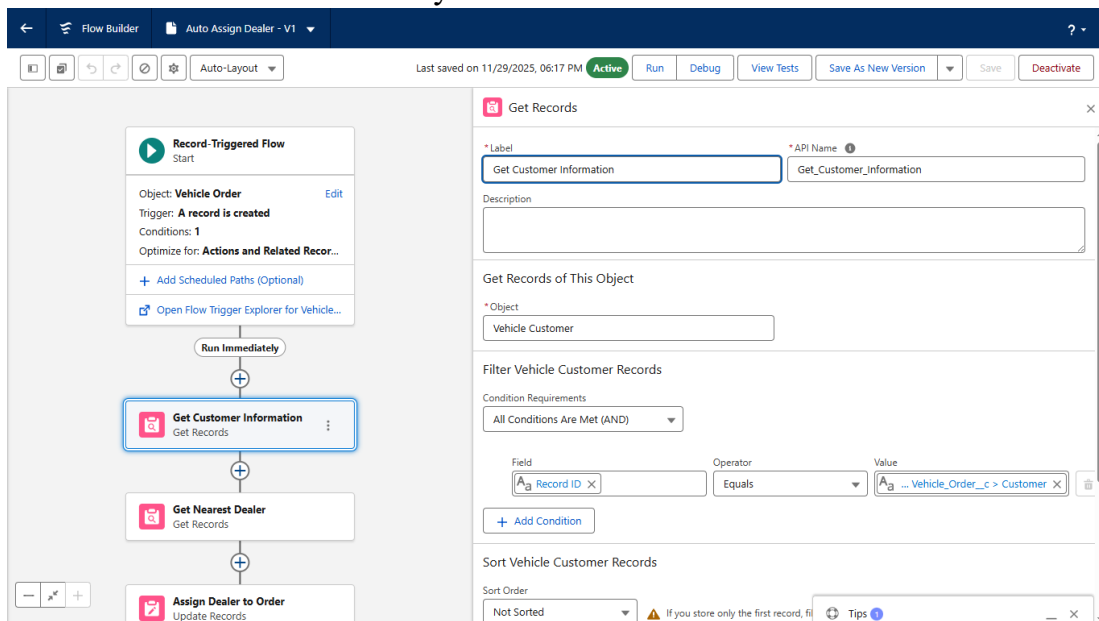 Flow Builder Auto Assign Dealer - V1 ?
Auto-Layout Last saved on 11/29/2025, 06:17 PM Active Run Debug View Tests Save As New Version Save Deactivate
Record-Triggered Flow
Start
Object: Vehicle Order Edit
Trigger: A record is created
Conditions: 1
Optimize for: Actions and Related Recor...
+ Add Scheduled Paths (Optional)
Open Flow Trigger Explorer for Vehicle...
Run Immediately
Get Customer Information
Get Records
Get Nearest Dealer
Get Records
Assign Dealer to Order
Update Records
Get Records
*Label *API Name
Get Customer Information Get_Customer_Information
Description
Get Records of This Object
*Object
Vehicle Customer
Filter Vehicle Customer Records
Condition Requirements
All Conditions Are Met (AND)
Field Operator Value
Aa Record ID Equals Aa ... Vehicle_Order__c > Customer
+ Add Condition
Sort Vehicle Customer Records
Sort Order
Not Sorted If you store only the first record, fil Tips 1